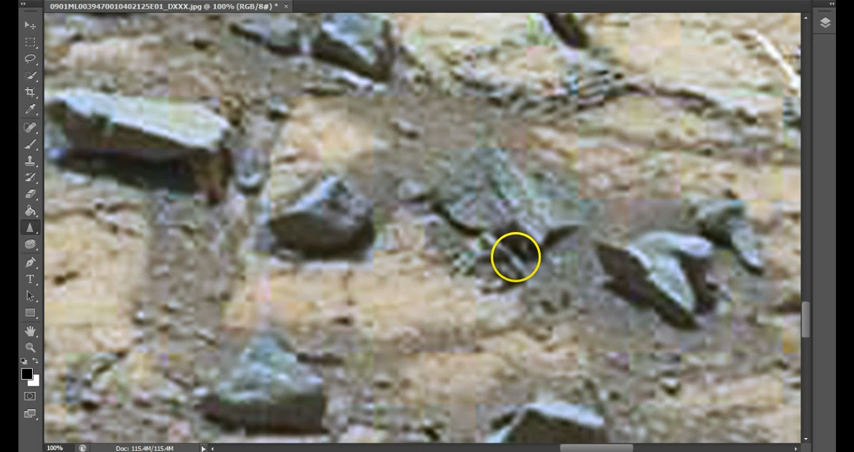 0901ML0039470010402125E01_DXXX.jpg @ 100% (RGB/8#) * ×
T
100%
Doc: 115.4M/115.4M